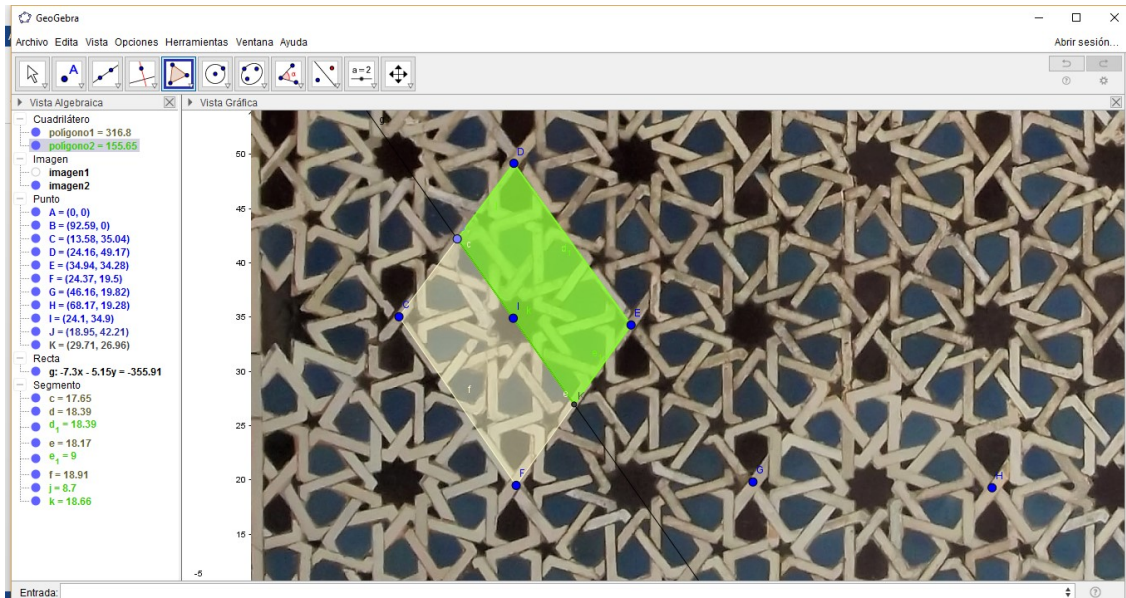 GeoGebra
Archivo Edita Vista Opciones Herramientas Ventana Ayuda
Abrir sesión...
A
α
a=2
Vista Algebraica
Vista Gráfica
Cuadrilátero
polígono1 = 316.8
polígono2 = 155.65
Imagen
imagen1
imagen2
Punto
A = (0, 0)
B = (92.59, 0)
C = (13.58, 35.04)
D = (24.16, 49.17)
E = (34.94, 34.28)
F = (24.37, 19.5)
G = (46.16, 19.82)
H = (68.17, 19.28)
I = (24.1, 34.9)
J = (18.95, 42.21)
K = (29.71, 26.96)
Recta
g: -7.3x - 5.15y = -355.91
Segmento
c = 17.65
d = 18.39
d₁ = 18.39
e = 18.17
e₁ = 9
f = 18.91
j = 8.7
k = 18.66
50
45
40
35
30
25
20
15
-5
g
D
c
C
I
E
f
e
K
F
G
H
Entrada: